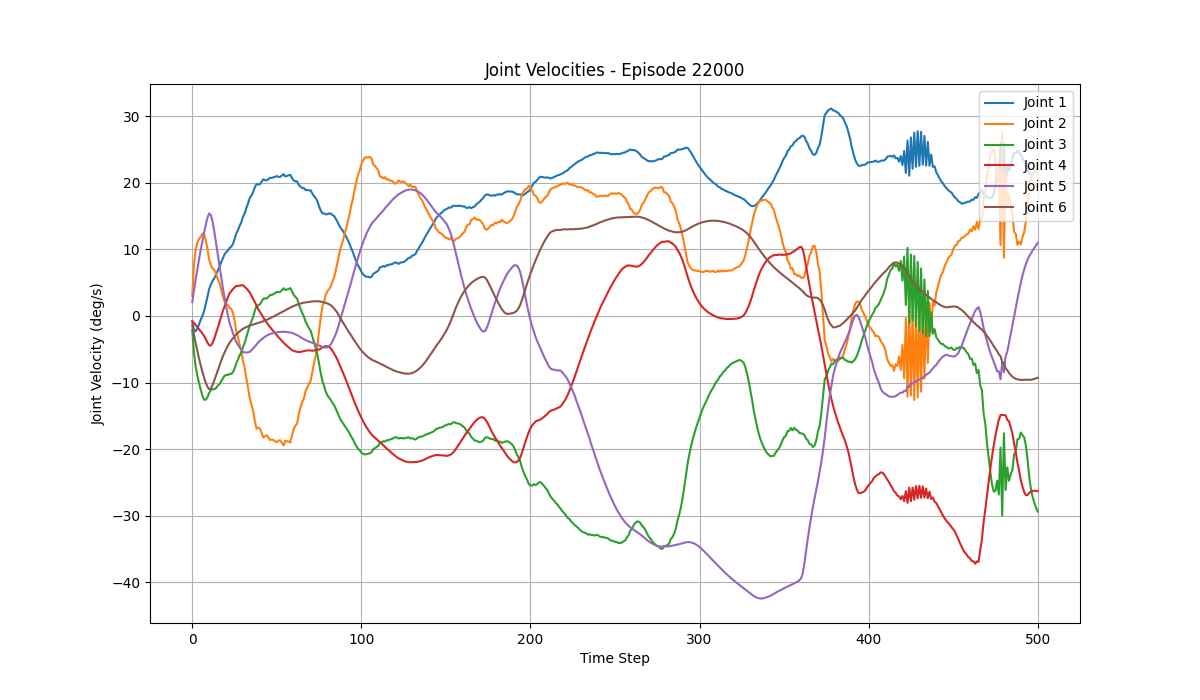 Joint Velocities - Episode 22000
Joint Velocity (deg/s)
30
20
10
0
−10
−20
−30
−40
Joint 1
Joint 2
Joint 3
Joint 4
Joint 5
Joint 6
0
100
200
300
400
500
Time Step